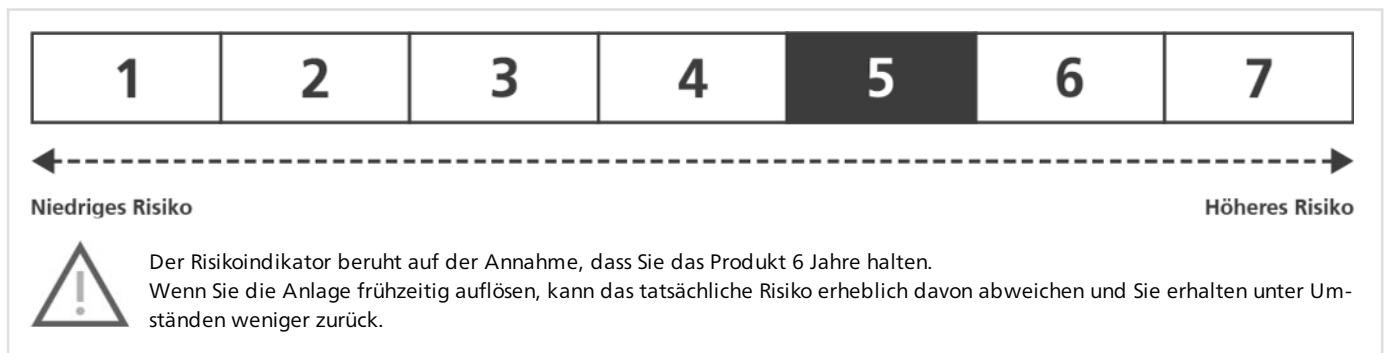 1 2 3 4 5 6 7
Niedriges Risiko Höheres Risiko
Der Risikoindikator beruht auf der Annahme, dass Sie das Produkt 6 Jahre halten.
Wenn Sie die Anlage frühzeitig auflösen, kann das tatsächliche Risiko erheblich davon abweichen und Sie erhalten unter Um-
ständen weniger zurück.